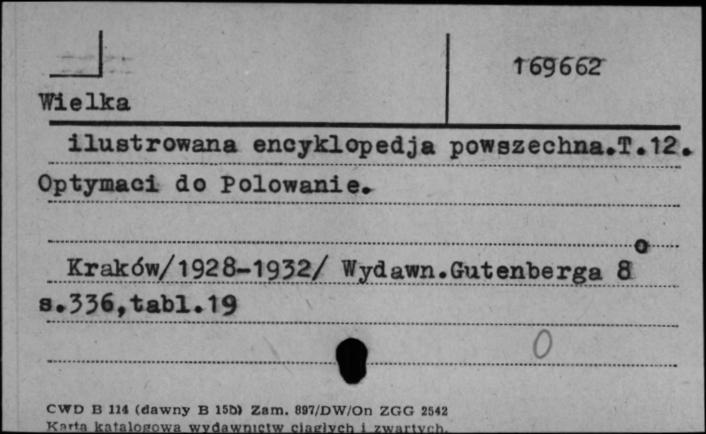 169662
Wielka
ilustrowana encyklopedja powszechna.T.12.
Optymaci do Polowanie.
Kraków/1928-1932/ Wydawn.Gutenberga 8o
s.336,tabl.19
0
CWD B 114 (dawny B 15b) Zam. 897/DW/On ZGG 2542
Karta katalogowa wydawnictw ciągłych i zwartych.